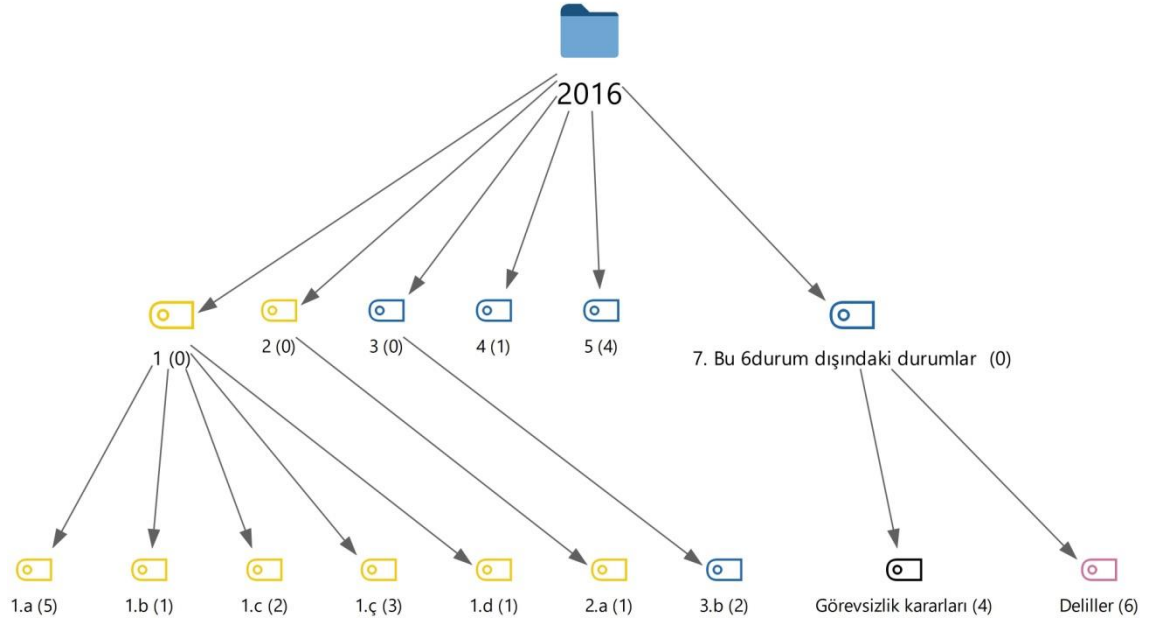 2016
1 (0)
2 (0)
3 (0)
4 (1)
5 (4)
7. Bu 6durum dışındaki durumlar (0)
1.a (5)
1.b (1)
1.c (2)
1.ç (3)
1.d (1)
2.a (1)
3.b (2)
Görevsizlik kararları (4)
Deliller (6)